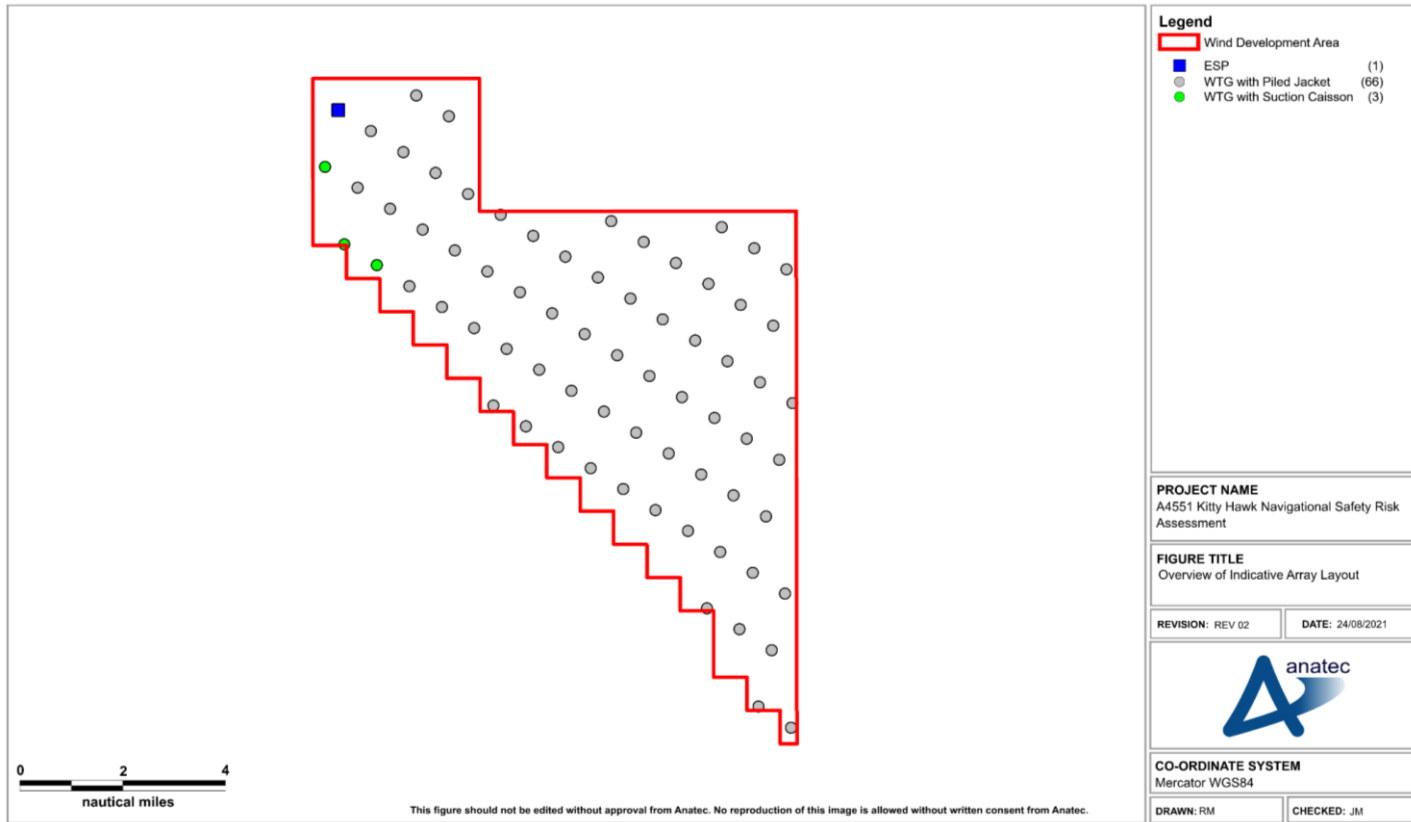 Legend
Wind Development Area
ESP (1)
WTG with Piled Jacket (66)
WTG with Suction Caisson (3)
PROJECT NAME
A4551 Kitty Hawk Navigational Safety Risk
Assessment
FIGURE TITLE
Overview of Indicative Array Layout
REVISION: REV 02 DATE: 24/08/2021
anatec
CO-ORDINATE SYSTEM
Mercator WGS84
DRAWN: RM CHECKED: JM
0 2 4
nautical miles
This figure should not be edited without approval from Anatec. No reproduction of this image is allowed without written consent from Anatec.